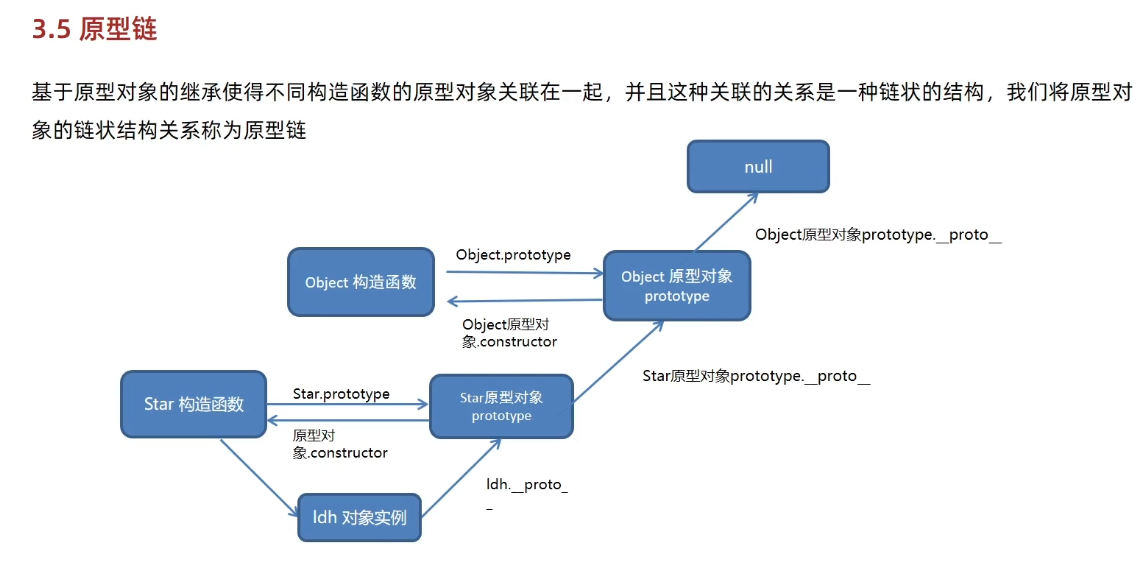 3.5 原型链
基于原型对象的继承使得不同构造函数的原型对象关联在一起，并且这种关联的关系是一种链状的结构，我们将原型对
象的链状结构关系称为原型链
null
Object原型对象prototype.__proto__
Object.prototype
Object 构造函数
Object 原型对象
prototype
Object原型对
象.constructor
Star原型对象prototype.__proto__
Star 构造函数
Star.prototype
Star原型对象
prototype
原型对
象.constructor
ldh.__proto_
_
ldh 对象实例